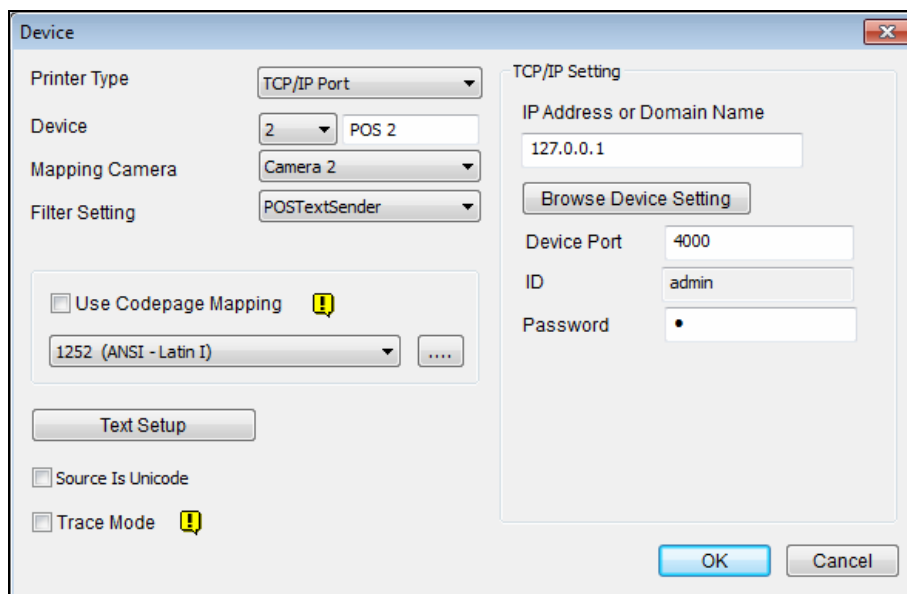 Device
Printer Type
TCP/IP Port
Device
2
POS 2
Mapping Camera
Camera 2
Filter Setting
POSTextSender
Use Codepage Mapping
1252 (ANSI - Latin I)
....
Text Setup
Source Is Unicode
Trace Mode
TCP/IP Setting
IP Address or Domain Name
127.0.0.1
Browse Device Setting
Device Port
4000
ID
admin
Password
•
OK
Cancel